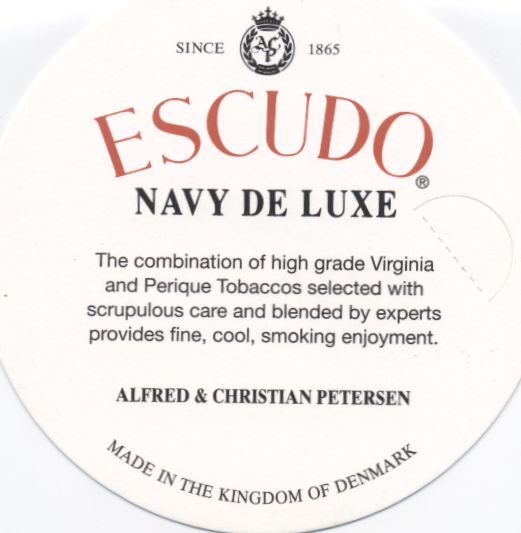 SINCE ACP 1865
ESCUDO®
NAVY DE LUXE
The combination of high grade Virginia
and Perique Tobaccos selected with
scrupulous care and blended by experts
provides fine, cool, smoking enjoyment.
ALFRED & CHRISTIAN PETERSEN
MADE IN THE KINGDOM OF DENMARK